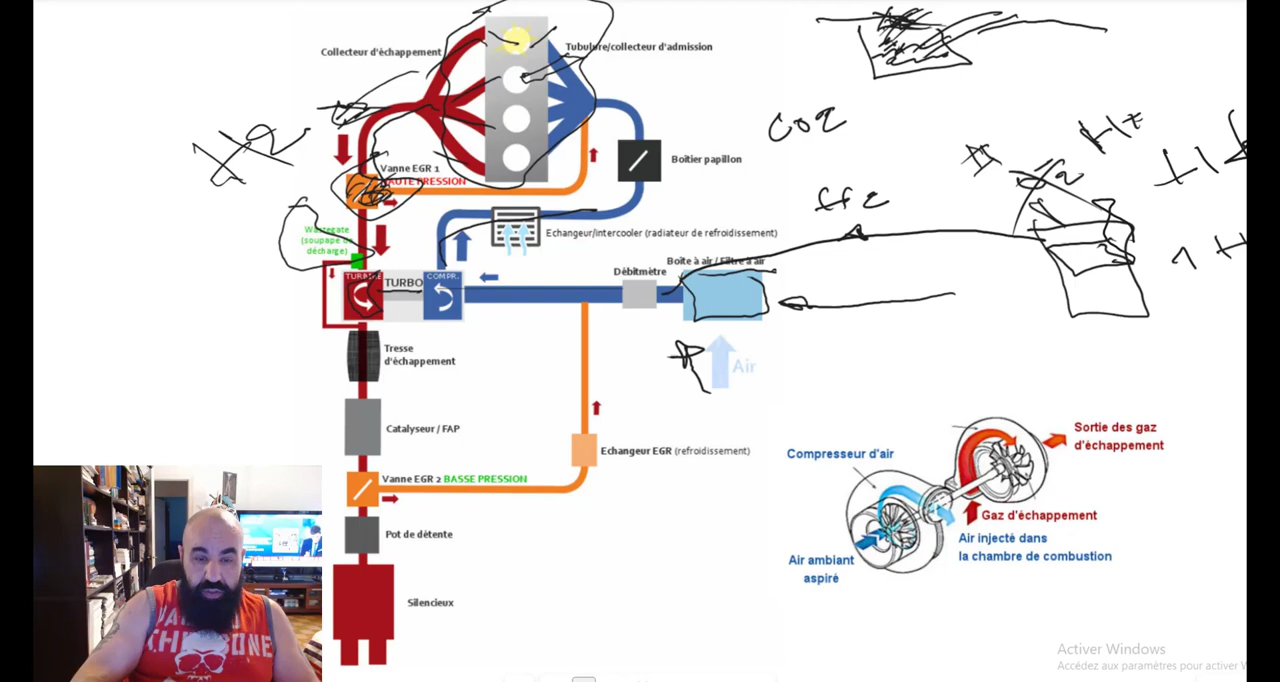 Collecteur d'échappement
Tubulure/collecteur d'admission
co2
H2
Boitier papillon
Vanne EGR 1
HAUTE PRESSION
Wastegate
(soupape de
décharge)
Echangeur/intercooler (radiateur de refroidissement)
Boite à air / Filtre à air
Débitmètre
TURBINE
TURBO
COMPR.
Tresse
d'échappement
Air
Catalyseur / FAP
Echangeur EGR (refroidissement)
Vanne EGR 2 BASSE PRESSION
Pot de détente
Silencieux
Sortie des gaz
d'échappement
Compresseur d'air
Gaz d'échappement
Air injecté dans
la chambre de combustion
Air ambiant
aspiré
Activer Windows
Accédez aux paramètres pour activer W